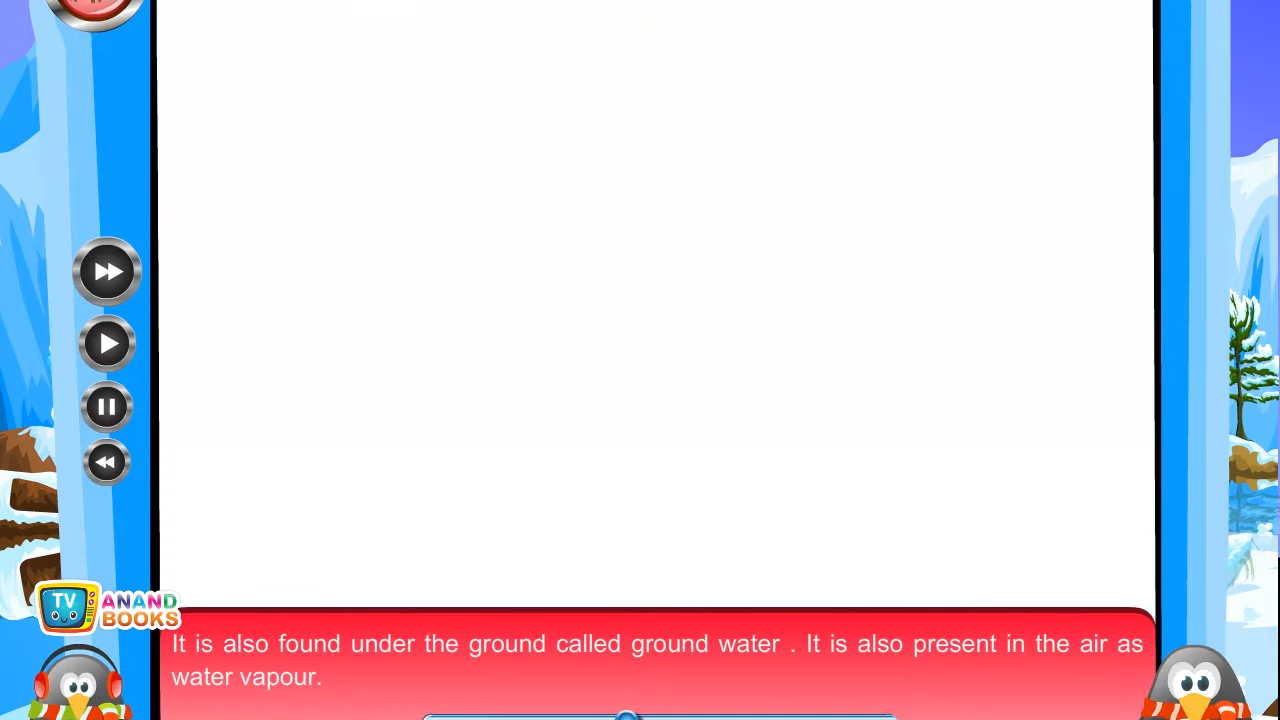 TV
ANAND
BOOKS
It is also found under the ground called ground water . It is also present in the air as
water vapour.